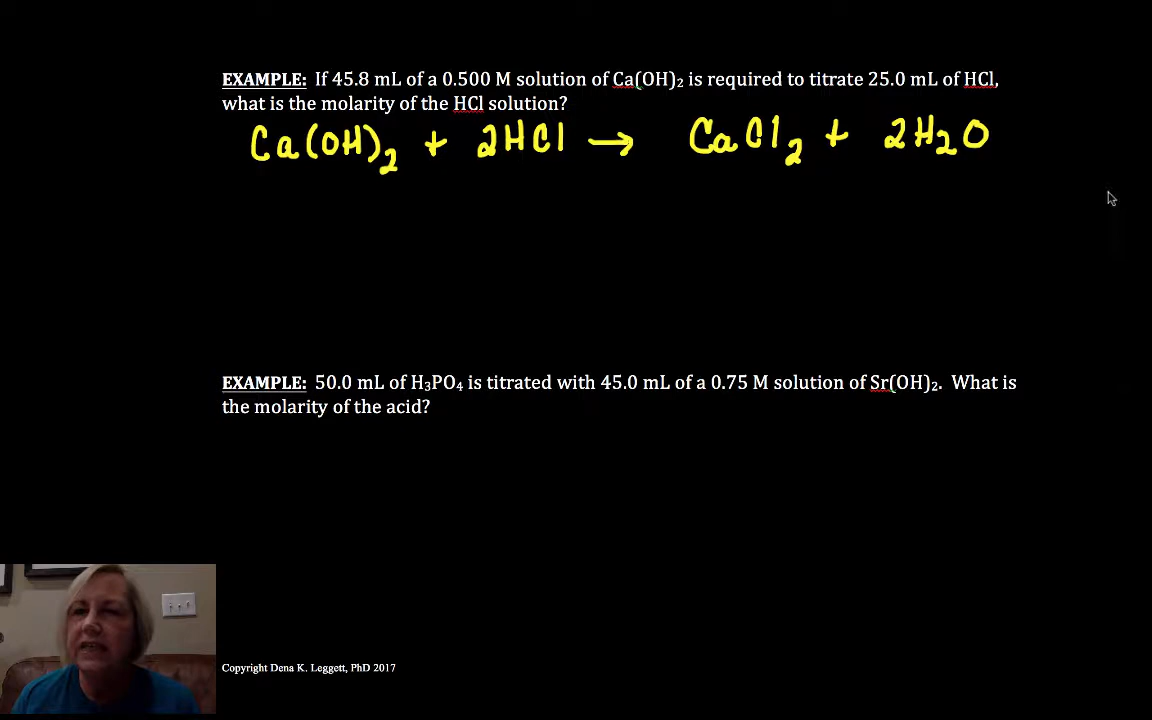 EXAMPLE: If 45.8 mL of a 0.500 M solution of Ca(OH)₂ is required to titrate 25.0 mL of HCl,
what is the molarity of the HCl solution?
Ca(OH)₂ + 2HCl → CaCl₂ + 2H₂O
EXAMPLE: 50.0 mL of H₃PO₄ is titrated with 45.0 mL of a 0.75 M solution of Sr(OH)₂. What is
the molarity of the acid?
Copyright Dena K. Leggett, PhD 2017